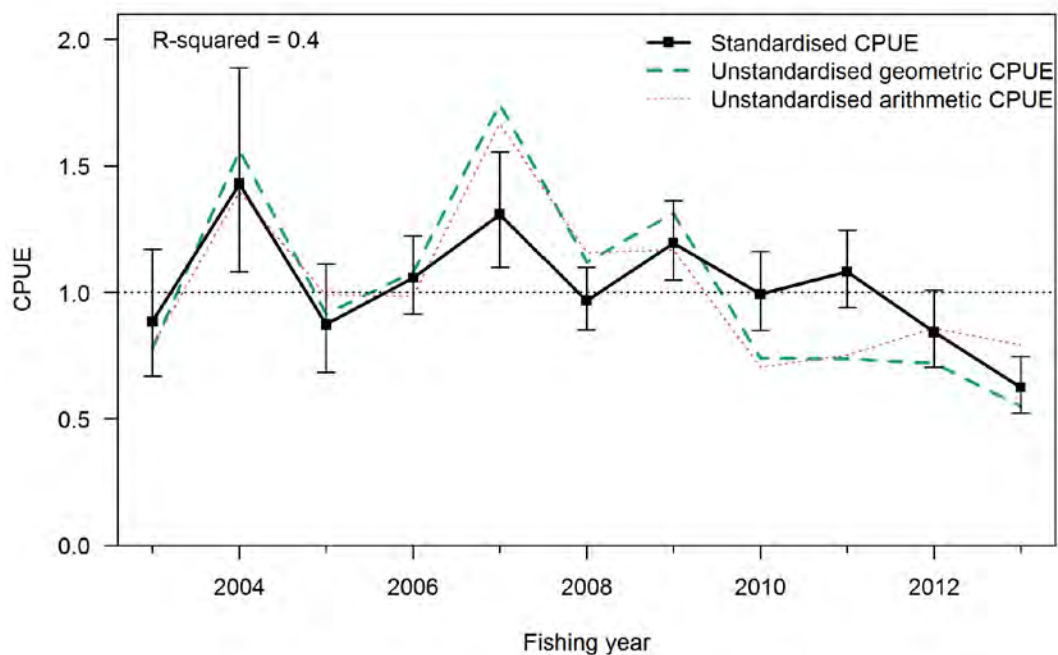 R-squared = 0.4
Standardised CPUE
Unstandardised geometric CPUE
Unstandardised arithmetic CPUE
2.0
1.5
1.0
0.5
0.0
CPUE
2004 2006 2008 2010 2012
Fishing year